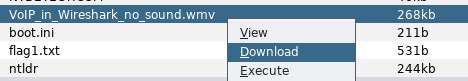 VoIP_in_Wireshark_no_sound.wmv 268kb
boot.ini View 211b
flag1.txt Download 531b
ntldr Execute 244kb